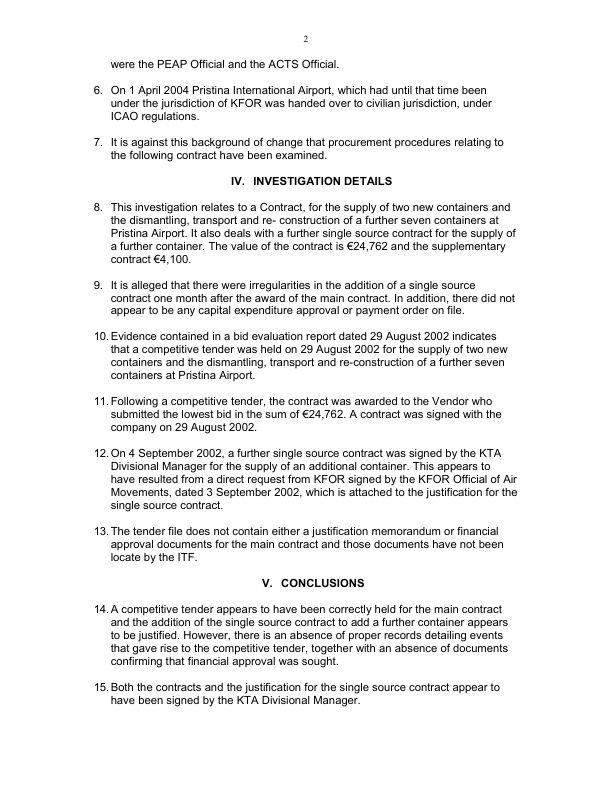 2
were the PEAP Official and the ACTS Official.
6. On 1 April 2004 Pristina International Airport, which had until that time been
under the jurisdiction of KFOR was handed over to civilian jurisdiction, under
ICAO regulations.
7. It is against this background of change that procurement procedures relating to
the following contract have been examined.
IV. INVESTIGATION DETAILS
8. This investigation relates to a Contract, for the supply of two new containers and
the dismantling, transport and re- construction of a further seven containers at
Pristina Airport. It also deals with a further single source contract for the supply of
a further container. The value of the contract is €24,762 and the supplementary
contract €4,100.
9. It is alleged that there were irregularities in the addition of a single source
contract one month after the award of the main contract. In addition, there did not
appear to be any capital expenditure approval or payment order on file.
10. Evidence contained in a bid evaluation report dated 29 August 2002 indicates
that a competitive tender was held on 29 August 2002 for the supply of two new
containers and the dismantling, transport and re-construction of a further seven
containers at Pristina Airport.
11. Following a competitive tender, the contract was awarded to the Vendor who
submitted the lowest bid in the sum of €24,762. A contract was signed with the
company on 29 August 2002.
12. On 4 September 2002, a further single source contract was signed by the KTA
Divisional Manager for the supply of an additional container. This appears to
have resulted from a direct request from KFOR signed by the KFOR Official of Air
Movements, dated 3 September 2002, which is attached to the justification for the
single source contract.
13. The tender file does not contain either a justification memorandum or financial
approval documents for the main contract and those documents have not been
locate by the ITF.
V. CONCLUSIONS
14. A competitive tender appears to have been correctly held for the main contract
and the addition of the single source contract to add a further container appears
to be justified. However, there is an absence of proper records detailing events
that gave rise to the competitive tender, together with an absence of documents
confirming that financial approval was sought.
15. Both the contracts and the justification for the single source contract appear to
have been signed by the KTA Divisional Manager.